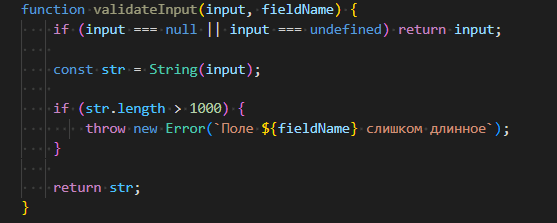 function validateInput(input, fieldName) {
    if (input === null || input === undefined) return input;
    const str = String(input);
    if (str.length > 1000) {
        throw new Error(`Поле ${fieldName} слишком длинное`);
    }
    return str;
}